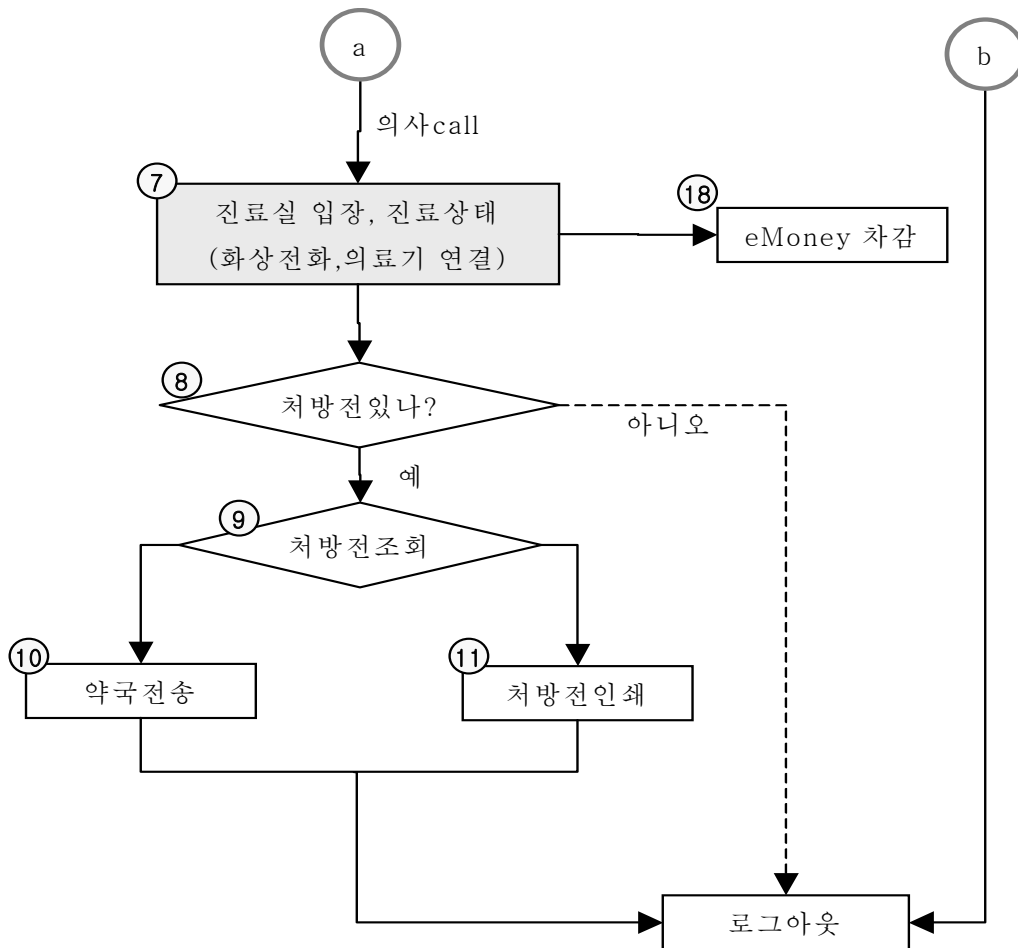 a
b
의사call
⑦
진료실 입장, 진료상태
(화상전화,의료기 연결)
⑱
eMoney 차감
⑧
처방전있나?
아니오
예
⑨
처방전조회
⑩
약국전송
⑪
처방전인쇄
로그아웃